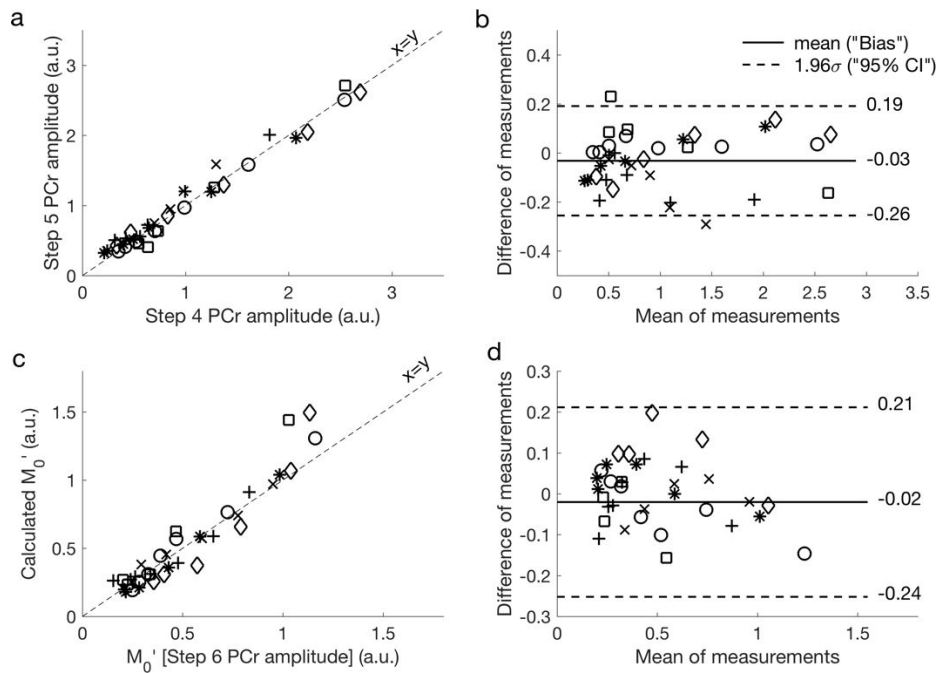 a
Step 5 PCr amplitude (a.u.)
3
2
1
0
0
1
2
3
x=y
Step 4 PCr amplitude (a.u.)
b
Difference of measurements
0.4
0.2
0
-0.2
-0.4
0
0.5
1
1.5
2
2.5
3
3.5
mean ("Bias")
1.96σ ("95% CI")
0.19
-0.03
-0.26
Mean of measurements
c
Calculated M0' (a.u.)
1.5
1
0.5
0
0
0.5
1
1.5
x=y
M0' [Step 6 PCr amplitude] (a.u.)
d
Difference of measurements
0.3
0.2
0.1
0
-0.1
-0.2
0.3
0
0.5
1
1.5
0.21
-0.02
-0.24
Mean of measurements